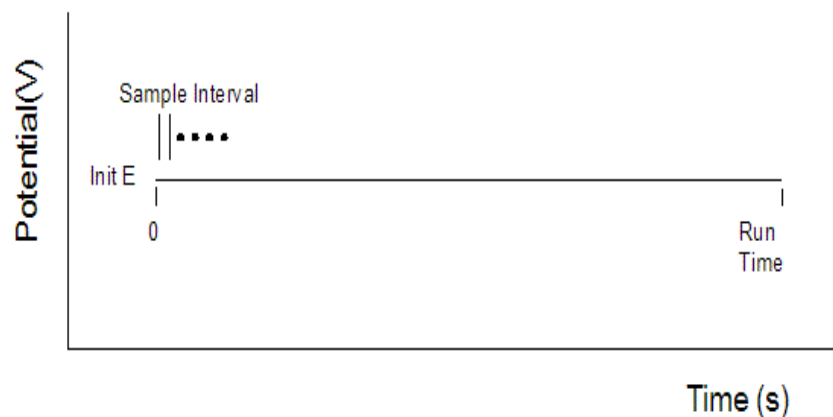 Potential(V)
Sample Interval
Init E
0
Run
Time
Time (s)